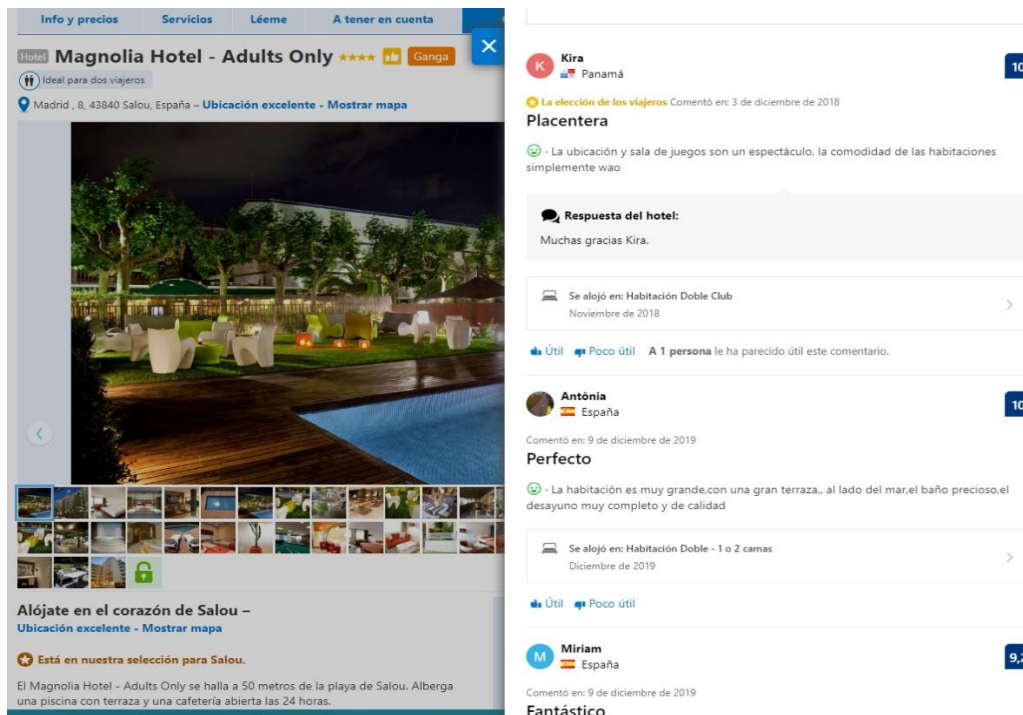 Info y precios
Servicios
Léeme
A tener en cuenta
Hotel Magnolia Hotel - Adults Only Ganga
Ideal para dos viajeros
Madrid , 8, 43840 Salou, España – Ubicación excelente - Mostrar mapa
Alójate en el corazón de Salou –
Ubicación excelente - Mostrar mapa
Está en nuestra selección para Salou.
El Magnolia Hotel - Adults Only se halla a 50 metros de la playa de Salou. Alberga
una piscina con terraza y una cafetería abierta las 24 horas.
K
Kira
10
Panamá
La elección de los viajeros Comentó en: 3 de diciembre de 2018
Placentera
· La ubicación y sala de juegos son un espectáculo, la comodidad de las habitaciones
simplemente wao
Respuesta del hotel:
Muchas gracias Kira.
Se alojó en: Habitación Doble Club
Noviembre de 2018
Útil Poco útil A 1 persona le ha parecido útil este comentario.
Antònia
10
España
Comentó en: 9 de diciembre de 2019
Perfecto
· La habitación es muy grande,con una gran terraza,, al lado del mar,el baño precioso,el
desayuno muy completo y de calidad
Se alojó en: Habitación Doble - 1 o 2 camas
Diciembre de 2019
Útil Poco útil
M
Miriam
9,2
España
Comentó en: 9 de diciembre de 2019
Fantástico